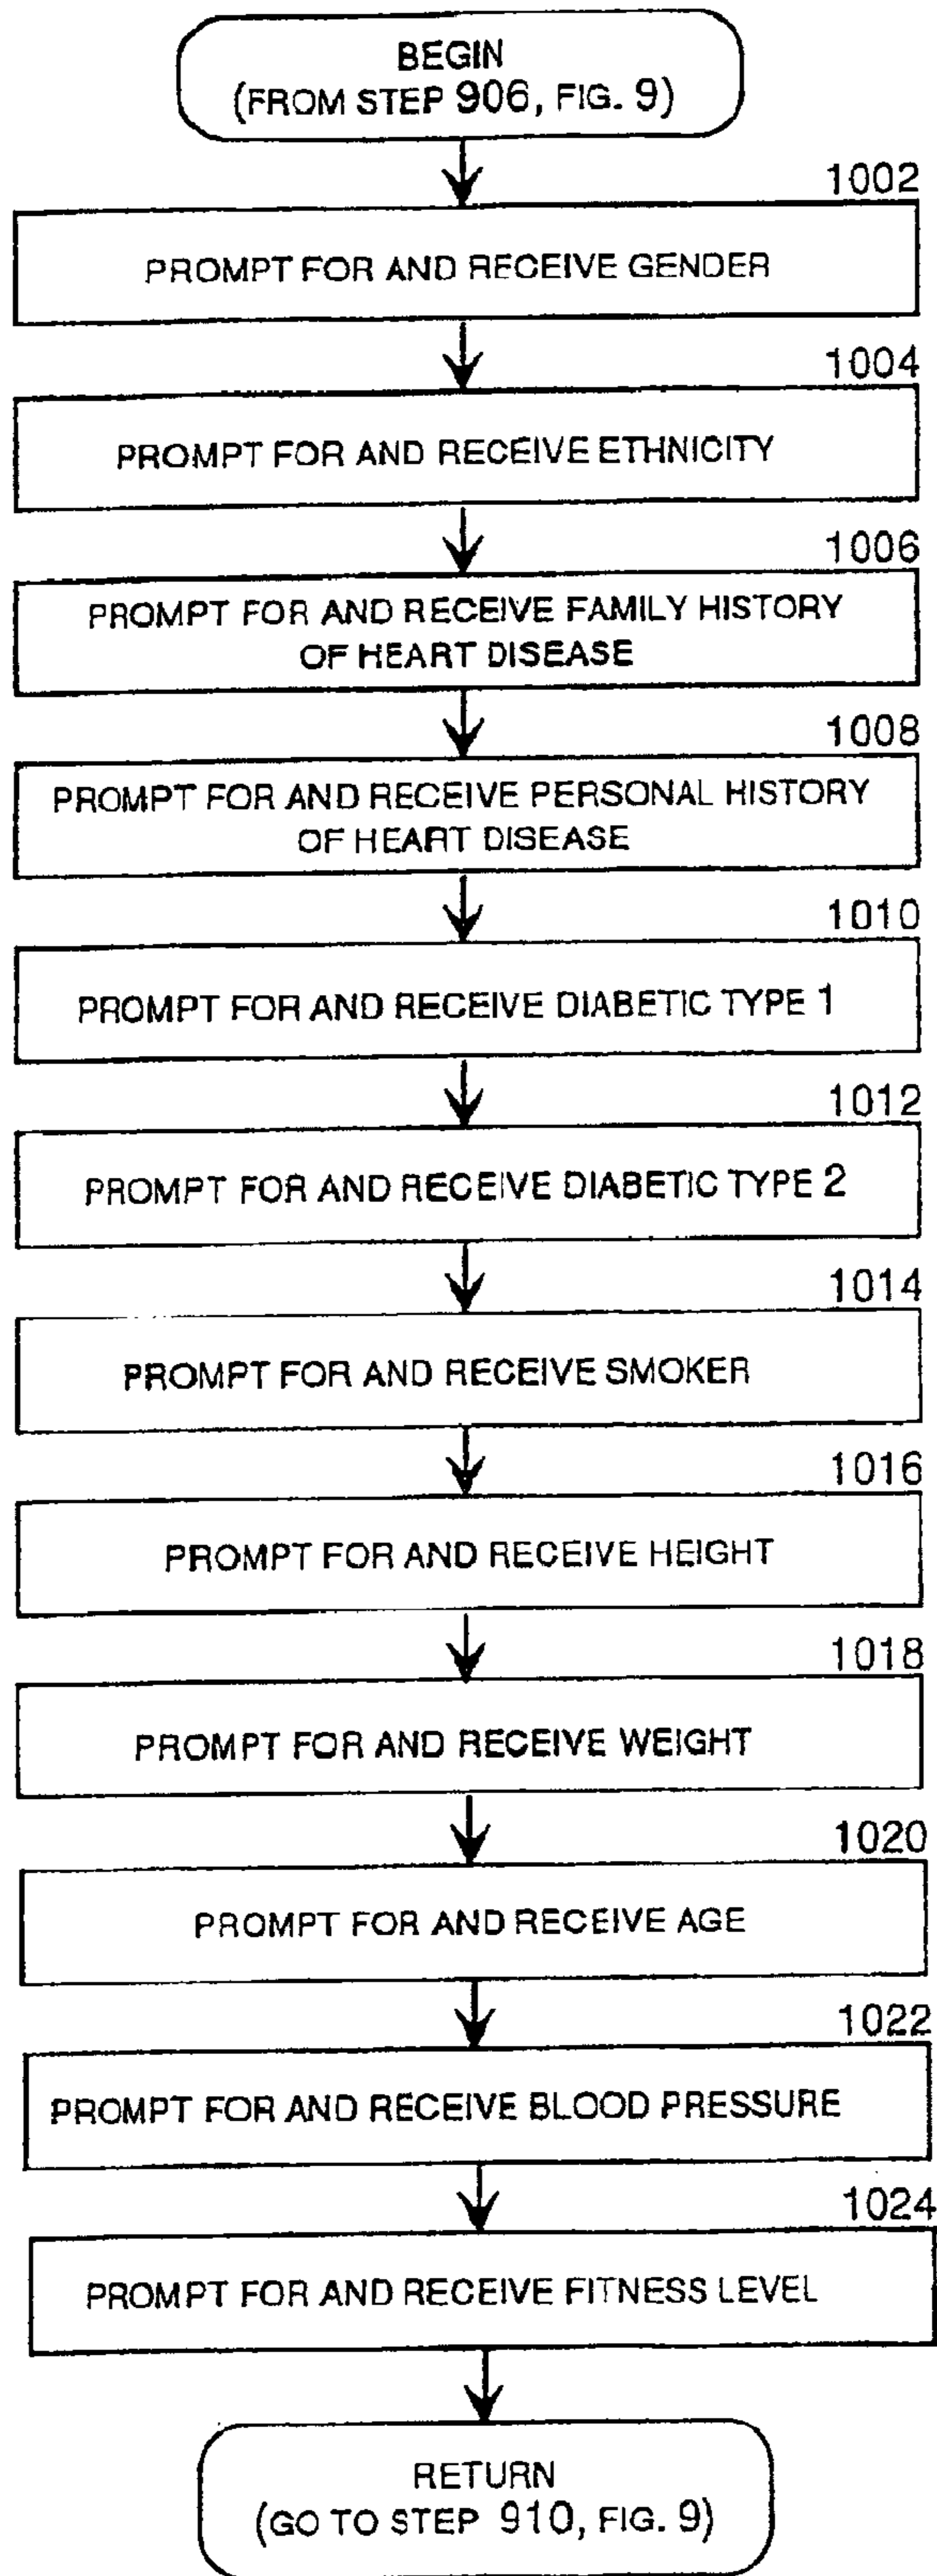 BEGIN
(FROM STEP 906, FIG. 9)
1002
PROMPT FOR AND RECEIVE GENDER
1004
PROMPT FOR AND RECEIVE ETHNICITY
1006
PROMPT FOR AND RECEIVE FAMILY HISTORY
OF HEART DISEASE
1008
PROMPT FOR AND RECEIVE PERSONAL HISTORY
OF HEART DISEASE
1010
PROMPT FOR AND RECEIVE DIABETIC TYPE 1
1012
PROMPT FOR AND RECEIVE DIABETIC TYPE 2
1014
PROMPT FOR AND RECEIVE SMOKER
1016
PROMPT FOR AND RECEIVE HEIGHT
1018
PROMPT FOR AND RECEIVE WEIGHT
1020
PROMPT FOR AND RECEIVE AGE
1022
PROMPT FOR AND RECEIVE BLOOD PRESSURE
1024
PROMPT FOR AND RECEIVE FITNESS LEVEL
RETURN
(GO TO STEP 910, FIG. 9)